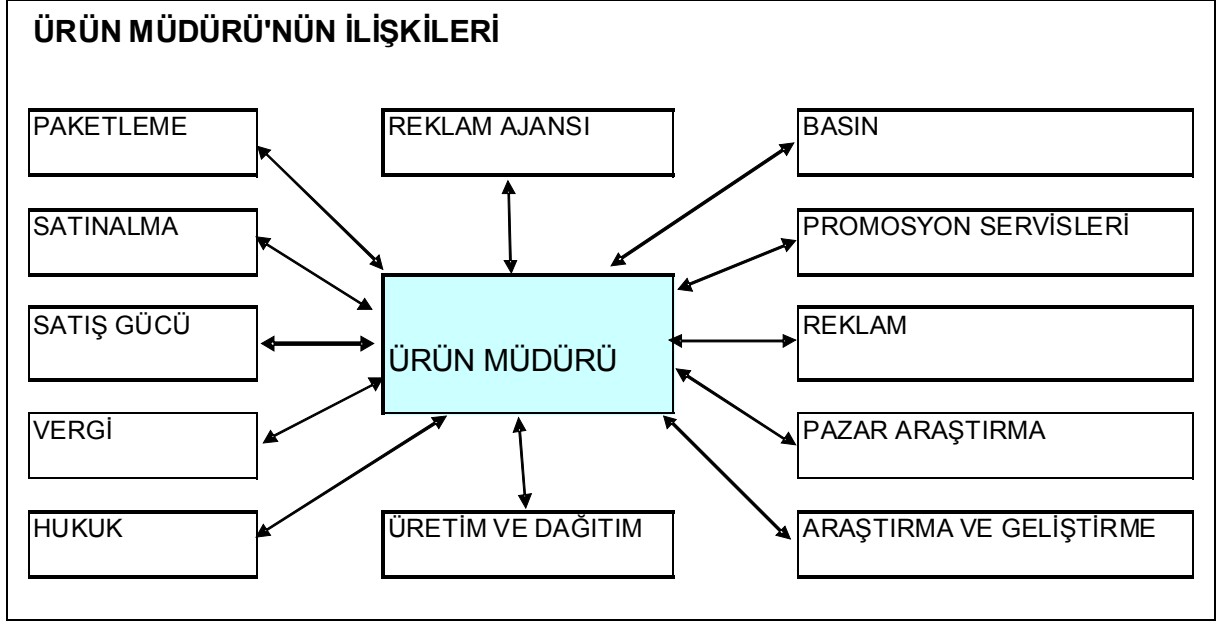 ÜRÜN MÜDÜRÜ'NÜN İLİŞKİLERİ
PAKETLEME
REKLAM AJANSI
BASIN
SATINALMA
PROMOSYON SERVİSLERİ
SATIŞ GÜCÜ
REKLAM
ÜRÜN MÜDÜRÜ
VERGİ
PAZAR ARAŞTIRMA
HUKUK
ÜRETİM VE DAĞITIM
ARAŞTIRMA VE GELİŞTİRME